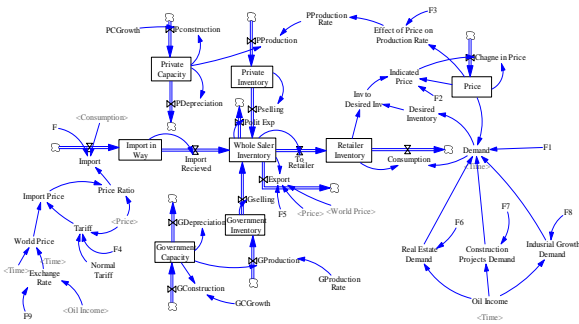 F3
PCGrowth
Pconstruction
PProduction
PProduction
Rate
Effect of Price on
Production Rate
Chagne in Price
Private
Capacity
Private
Inventory
Indicated
Price
Price
F2
<Consumption>
PDepreciation
Pselling
Inv to
Desired Inv
Desired
Inventory
F
Polit Exp
Import in
Way
Whole Saler
Inventory
Retailer
Inventory
Import
Import
Recieved
To
Retailer
Consumption
Demand
F1
<Time>
Export
Import Price
Price Ratio
Gselling
F5
<Price>
<World Price>
<Price>
Tariff
GDepreciation
Government
Inventory
F6
F7
F8
World Price
F4
Government
Capacity
Real Estate
Demand
Construction
Projects Demand
Indusrial Growth
Demand
<Time>
<Time>
Normal
Tariff
GProduction
GProduction
Rate
Exchange
Rate
GConstruction
GCGrowth
Oil Income
<Oil Income>
F9
<Time>